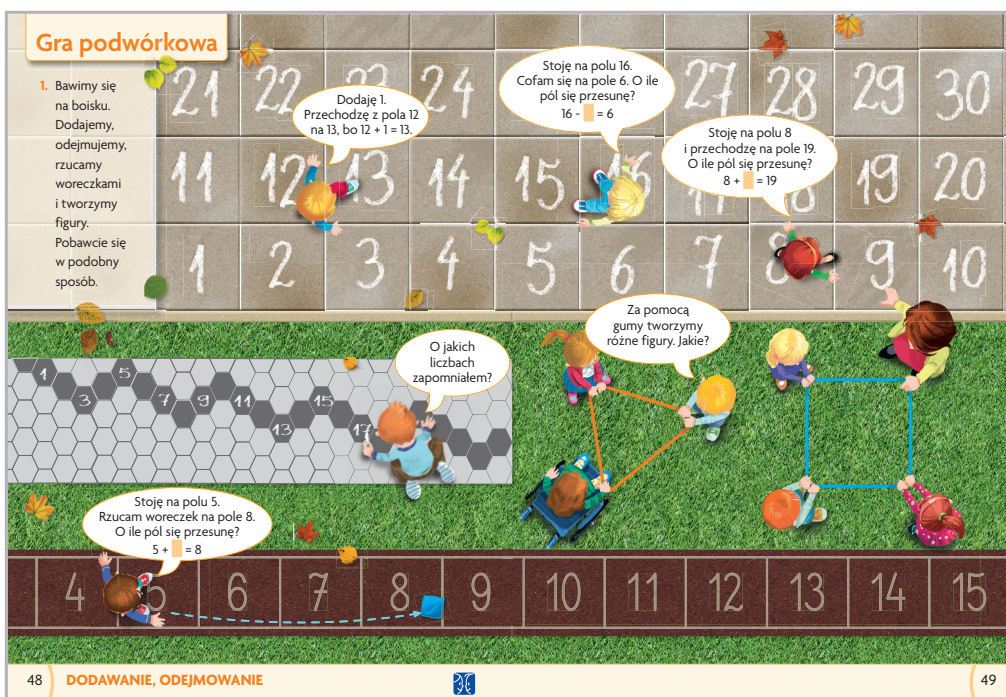 Gra podwórkowa
1. Bawimy się
na boisku.
Dodajemy,
odejmujemy,
rzucamy
woreczkami
i tworzymy
figury.
Pobawcie się
w podobny
sposób.
Dodaję 1.
Przechodzę z pola 12
na 13, bo 12 + 1 = 13.
Stoję na polu 16.
Cofam się na pole 6. O ile
pól się przesunę?
16 - = 6
Stoję na polu 8
i przechodzę na pole 19.
O ile pól się przesunę?
8 + = 19
21 22 23 24 27 28 29 30
11 12 13 14 15 16 17 18 19 20
1 2 3 4 5 6 7 8 9 10
O jakich
liczbach
zapomniałem?
Za pomocą
gumy tworzymy
różne figury. Jakie?
1 3 5 7 9 11 13 15 17
Stoję na polu 5.
Rzucam woreczek na pole 8.
O ile pól się przesunę?
5 + = 8
4 5 6 7 8 9 10 11 12 13 14 15
48 DODAWANIE, ODEJMOWANIE 49